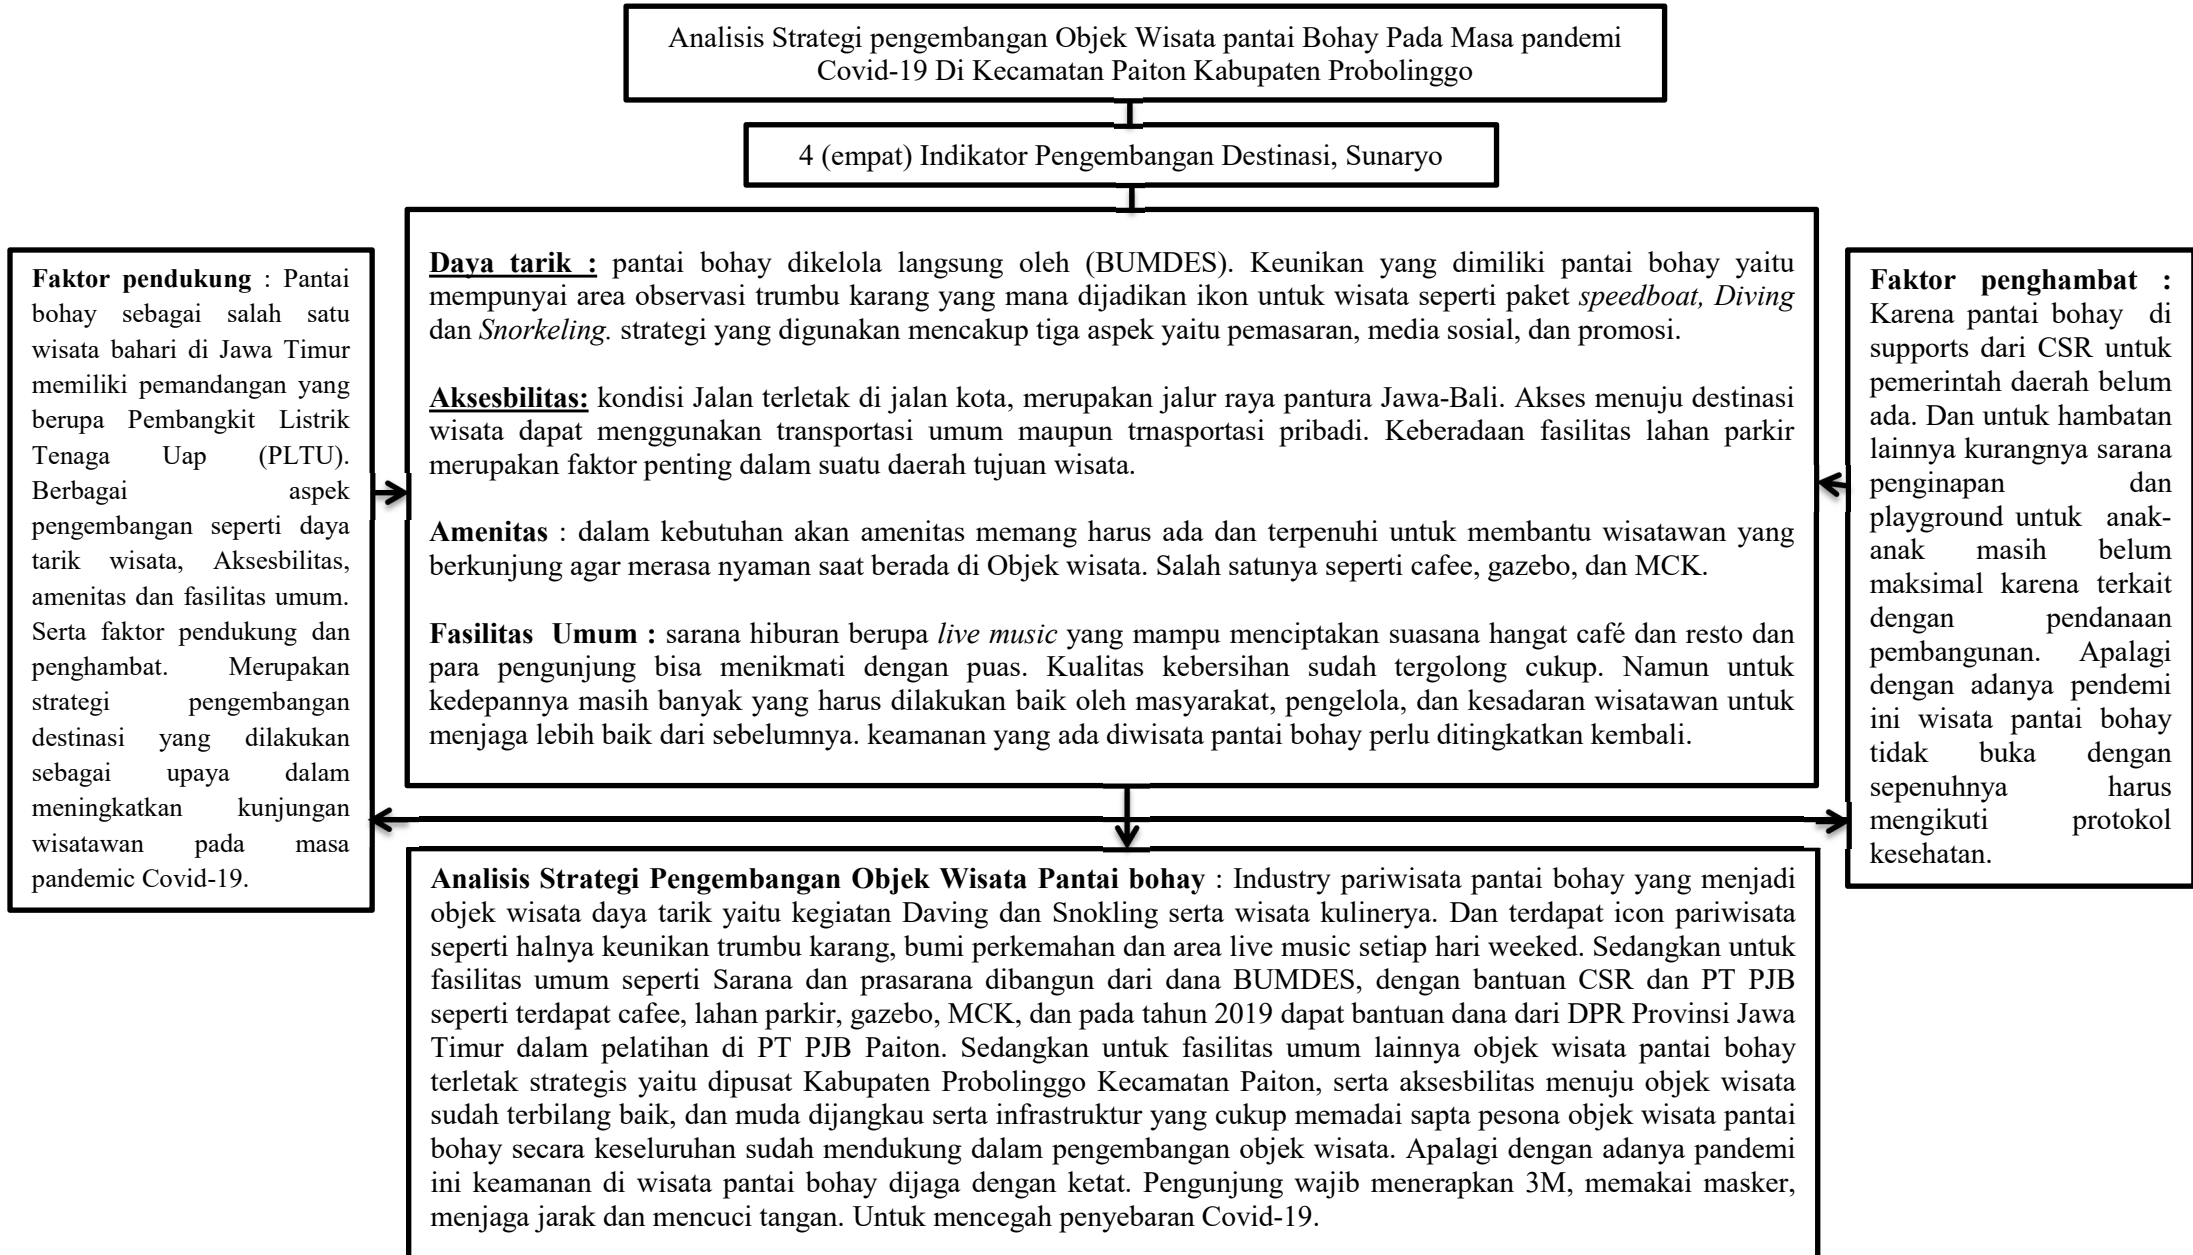 Analisis Strategi pengembangan Objek Wisata pantai Bohay Pada Masa pandemi
Covid-19 Di Kecamatan Paiton Kabupaten Probolinggo
4 (empat) Indikator Pengembangan Destinasi, Sunaryo
Faktor pendukung : Pantai
bohay sebagai salah satu
wisata bahari di Jawa Timur
memiliki pemandangan yang
berupa Pembangkit Listrik
Tenaga Uap (PLTU).
Berbagai aspek
pengembangan seperti daya
tarik wisata, Aksesbilitas,
amenitas dan fasilitas umum.
Serta faktor pendukung dan
penghambat. Merupakan
strategi pengembangan
destinasi yang dilakukan
sebagai upaya dalam
meningkatkan kunjungan
wisatawan pada masa
pandemic Covid-19.
Daya tarik : pantai bohay dikelola langsung oleh (BUMDES). Keunikan yang dimiliki pantai bohay yaitu
mempunyai area observasi trumbu karang yang mana dijadikan ikon untuk wisata seperti paket speedboat, Diving
dan Snorkeling. strategi yang digunakan mencakup tiga aspek yaitu pemasaran, media sosial, dan promosi.
Aksesbilitas: kondisi Jalan terletak di jalan kota, merupakan jalur raya pantura Jawa-Bali. Akses menuju destinasi
wisata dapat menggunakan transportasi umum maupun trnasportasi pribadi. Keberadaan fasilitas lahan parkir
merupakan faktor penting dalam suatu daerah tujuan wisata.
Amenitas : dalam kebutuhan akan amenitas memang harus ada dan terpenuhi untuk membantu wisatawan yang
berkunjung agar merasa nyaman saat berada di Objek wisata. Salah satunya seperti cafee, gazebo, dan MCK.
Fasilitas Umum : sarana hiburan berupa live music yang mampu menciptakan suasana hangat café dan resto dan
para pengunjung bisa menikmati dengan puas. Kualitas kebersihan sudah tergolong cukup. Namun untuk
kedepannya masih banyak yang harus dilakukan baik oleh masyarakat, pengelola, dan kesadaran wisatawan untuk
menjaga lebih baik dari sebelumnya. keamanan yang ada diwisata pantai bohay perlu ditingkatkan kembali.
Faktor penghambat :
Karena pantai bohay di
supports dari CSR untuk
pemerintah daerah belum
ada. Dan untuk hambatan
lainnya kurangnya sarana
penginapan dan
playground untuk anak-
anak masih belum
maksimal karena terkait
dengan pendanaan
pembangunan. Apalagi
dengan adanya pendemi
ini wisata pantai bohay
tidak buka dengan
sepenuhnya harus
mengikuti protokol
kesehatan.
Analisis Strategi Pengembangan Objek Wisata Pantai bohay : Industry pariwisata pantai bohay yang menjadi
objek wisata daya tarik yaitu kegiatan Daving dan Snokling serta wisata kulinerya. Dan terdapat icon pariwisata
seperti halnya keunikan trumbu karang, bumi perkemahan dan area live music setiap hari weeked. Sedangkan untuk
fasilitas umum seperti Sarana dan prasarana dibangun dari dana BUMDES, dengan bantuan CSR dan PT PJB
seperti terdapat cafee, lahan parkir, gazebo, MCK, dan pada tahun 2019 dapat bantuan dana dari DPR Provinsi Jawa
Timur dalam pelatihan di PT PJB Paiton. Sedangkan untuk fasilitas umum lainnya objek wisata pantai bohay
terletak strategis yaitu dipusat Kabupaten Probolinggo Kecamatan Paiton, serta aksesbilitas menuju objek wisata
sudah terbilang baik, dan muda dijangkau serta infrastruktur yang cukup memadai sapta pesona objek wisata pantai
bohay secara keseluruhan sudah mendukung dalam pengembangan objek wisata. Apalagi dengan adanya pandemi
ini keamanan di wisata pantai bohay dijaga dengan ketat. Pengunjung wajib menerapkan 3M, memakai masker,
menjaga jarak dan mencuci tangan. Untuk mencegah penyebaran Covid-19.